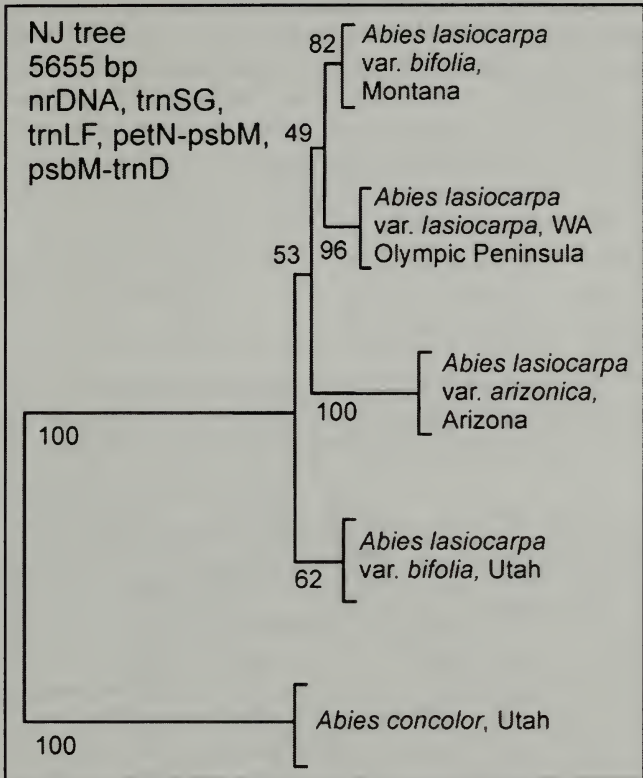 NJ tree
5655 bp
nrDNA, trnSG,
trnLF, petN-psbM,
psbM-trnD
82
Abies lasiocarpa
var. bifolia,
Montana
49
Abies lasiocarpa
var. lasiocarpa, WA
Olympic Peninsula
53
96
Abies lasiocarpa
var. arizonica,
Arizona
100
100
Abies lasiocarpa
var. bifolia, Utah
62
Abies concolor, Utah
100